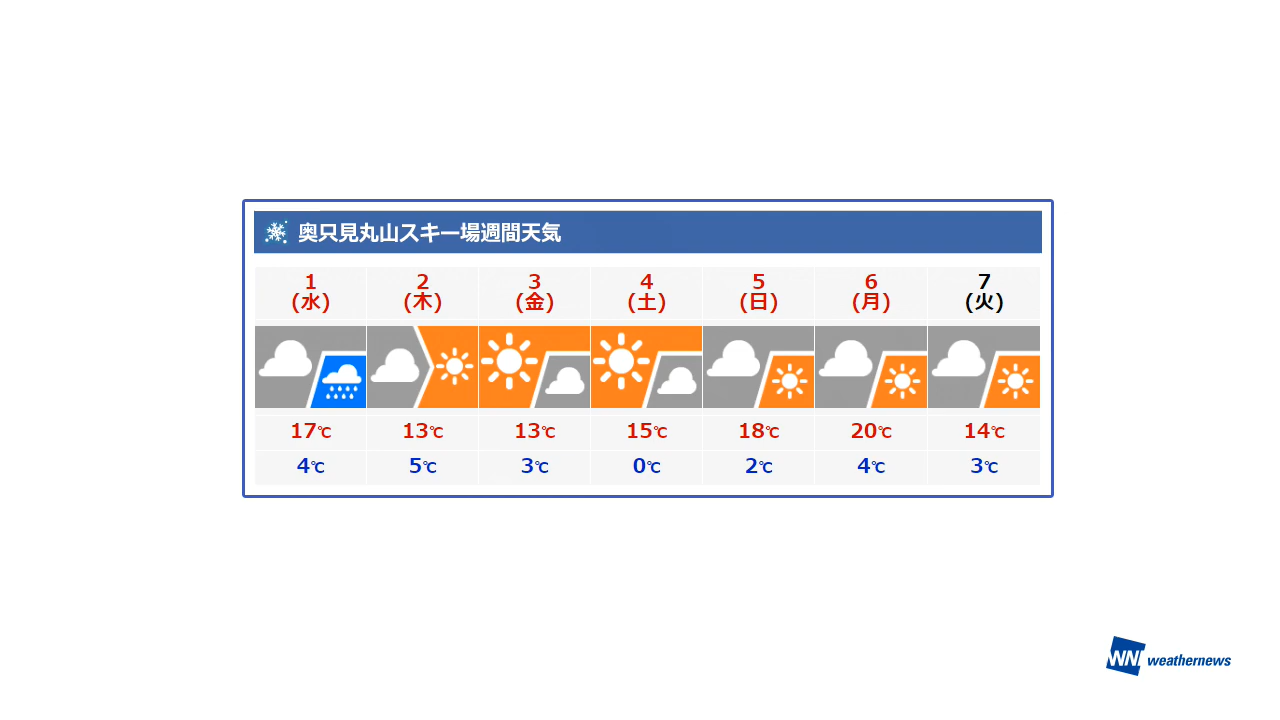 奥只見丸山スキー場週間天気
1 2 3 4 5 6 7
(水) (木) (金) (土) (日) (月) (火)
17℃ 13℃ 13℃ 15℃ 18℃ 20℃ 14℃
4℃ 5℃ 3℃ 0℃ 2℃ 4℃ 3℃
WN weathernews